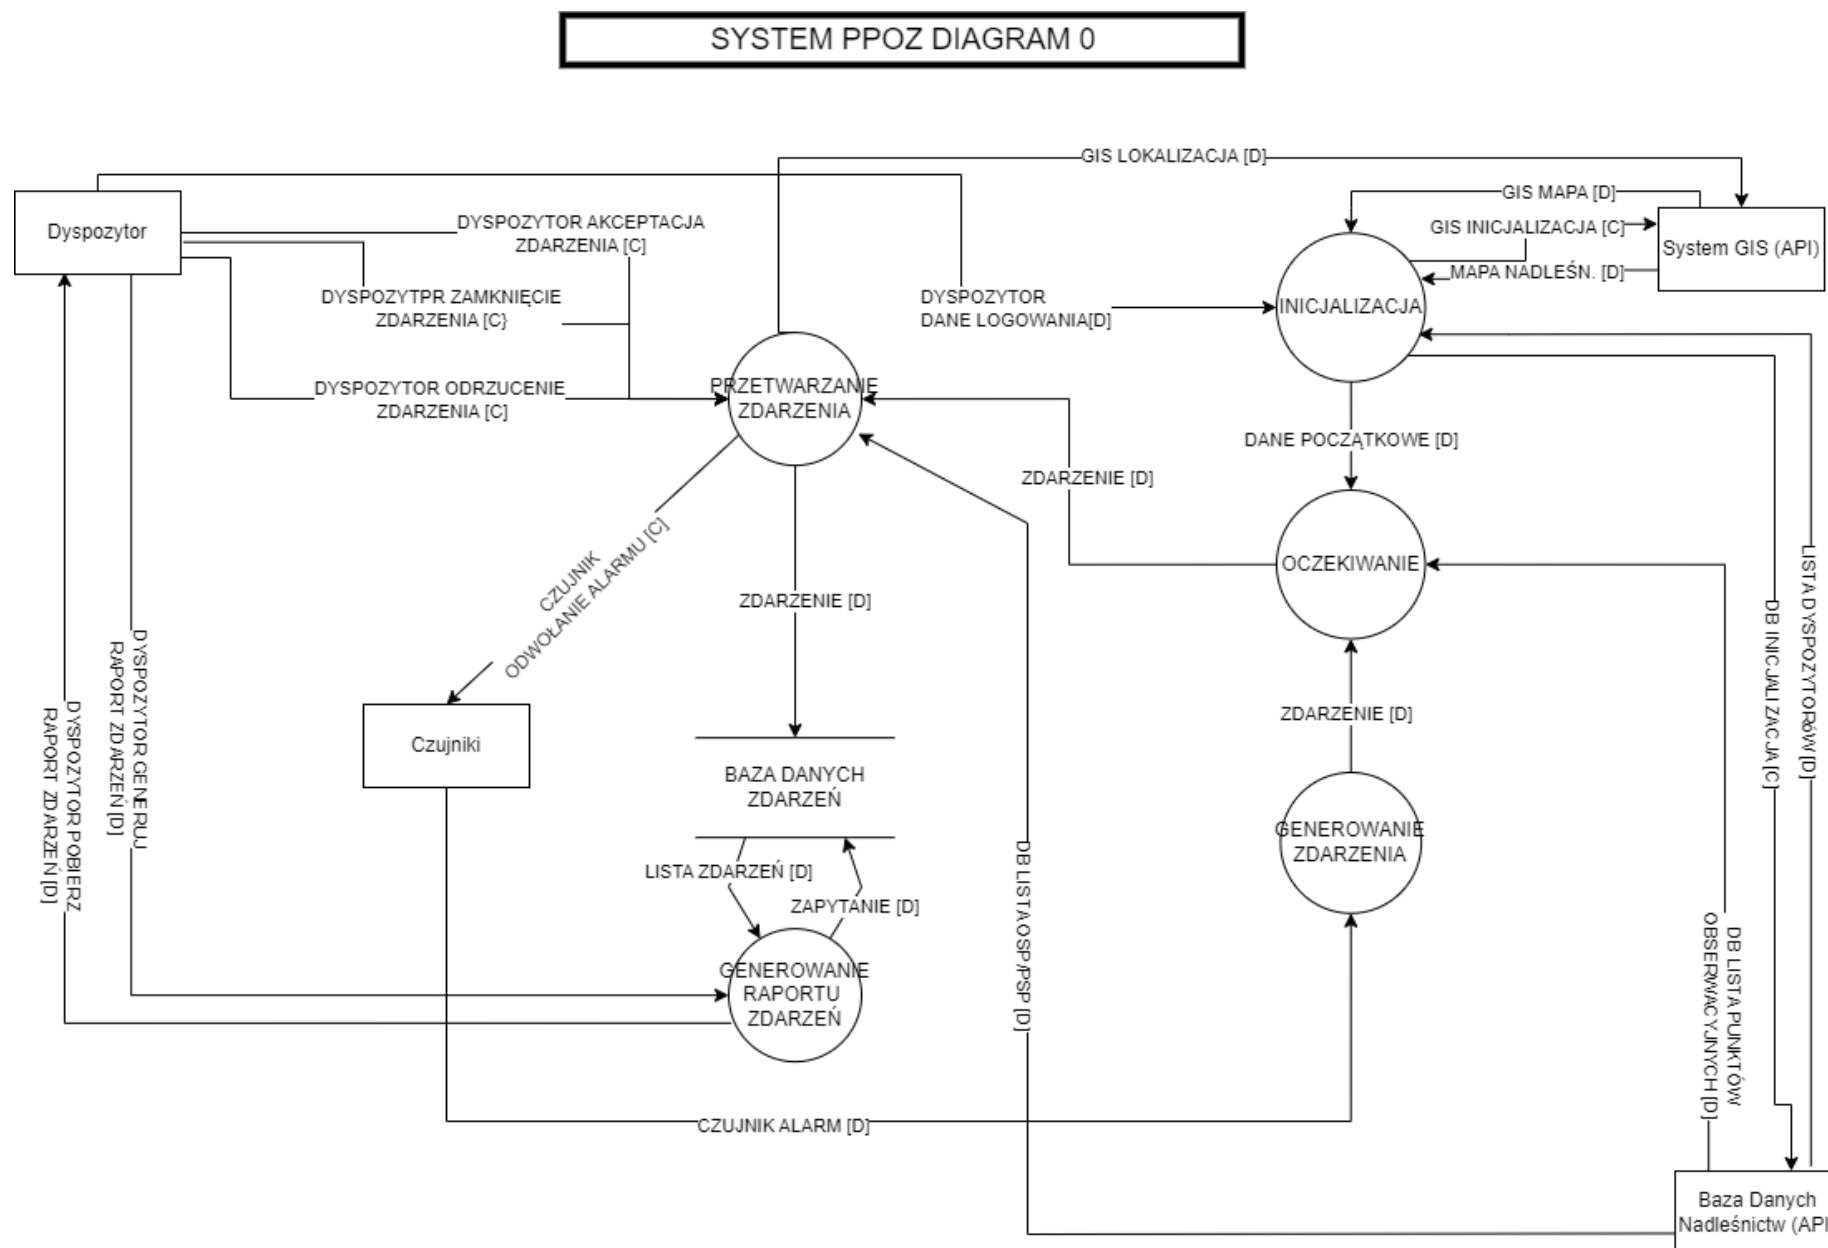 SYSTEM PPOZ DIAGRAM 0
GIS LOKALIZACJA [D]
GIS MAPA [D]
Dyspozytor
DYSPOZYTOR AKCEPTACJA
ZDARZENIA [C]
GIS INICJALIZACJA [C]
System GIS (API)
MAPA NADLEŚN. [D]
DYSPOZYTPR ZAMKNIĘCIE
ZDARZENIA [C}
DYSPOZYTOR
DANE LOGOWANIA[D]
INICJALIZACJA
DYSPOZYTOR ODRZUCENIE
ZDARZENIA [C]
PRZETWARZANIE
ZDARZENIA
DANE POCZĄTKOWE [D]
ZDARZENIE [D]
CZUJNIK
ODWOŁANIE ALARMU [C]
OCZEKIWANIE
ZDARZENIE [D]
LISTA DYSPOZYTORóW [D]
DB INICJALIZACJA [C]
DYSPOZYTOR GENERUJ
RAPORT ZDARZEŃ [D]
DYSPOZYTOR POBIERZ
RAPORT ZDARZEŃ [D]
Czujniki
ZDARZENIE [D]
BAZA DANYCH
ZDARZEŃ
GENEROWANIE
ZDARZENIA
LISTA ZDARZEŃ [D]
ZAPYTANIE [D]
DB LISTA OSP/PSP [D]
GENEROWANIE
RAPORTU
ZDARZEŃ
DB LISTA PUNKTÓW
OBSERWACYJNYCH [D]
CZUJNIK ALARM [D]
Baza Danych
Nadleśnictw (API